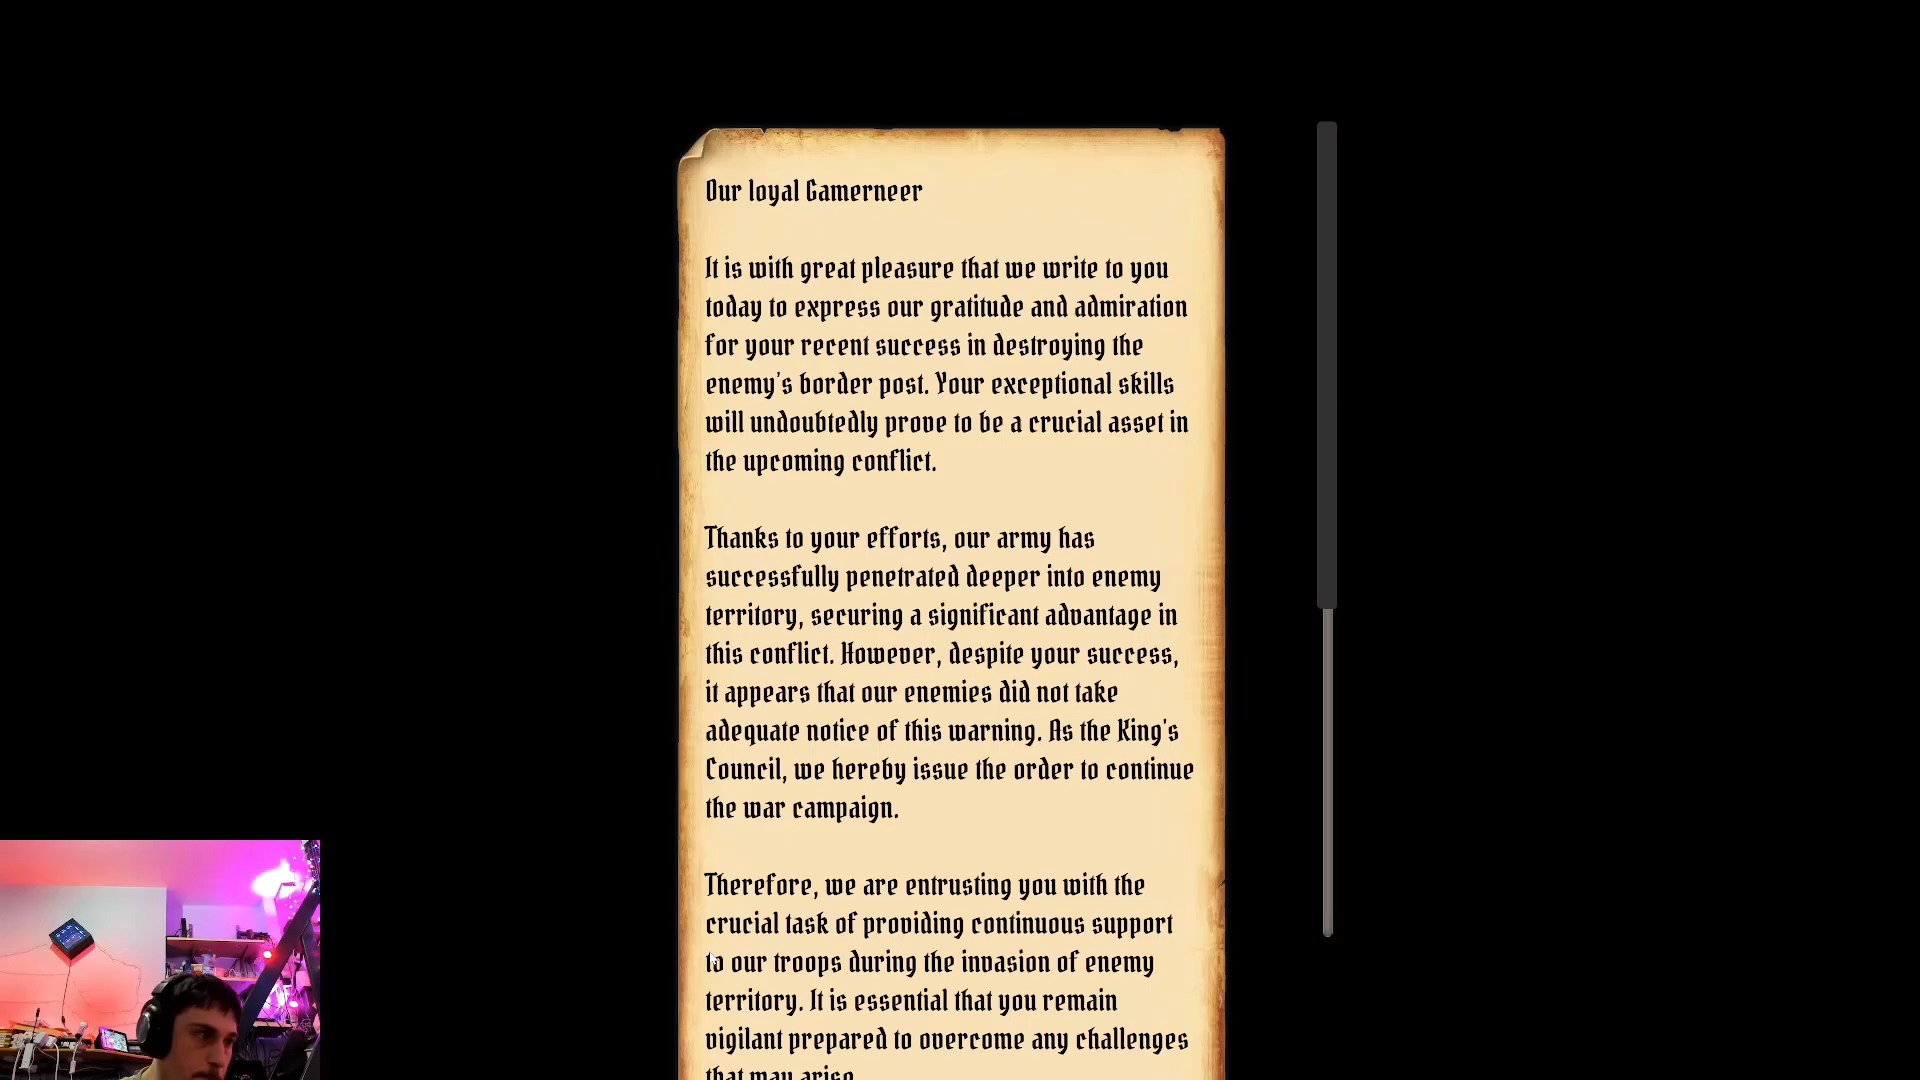 Our loyal Gamerneer
It is with great pleasure that we write to you
today to express our gratitude and admiration
for your recent success in destroying the
enemy's border post. Your exceptional skills
will undoubtedly prove to be a crucial asset in
the upcoming conflict.
Thanks to your efforts, our army has
successfully penetrated deeper into enemy
territory, securing a significant advantage in
this conflict. However, despite your success,
it appears that our enemies did not take
adequate notice of this warning. As the King's
Council, we hereby issue the order to continue
the war campaign.
Therefore, we are entrusting you with the
crucial task of providing continuous support
to our troops during the invasion of enemy
territory. It is essential that you remain
vigilant prepared to overcome any challenges
that may arise